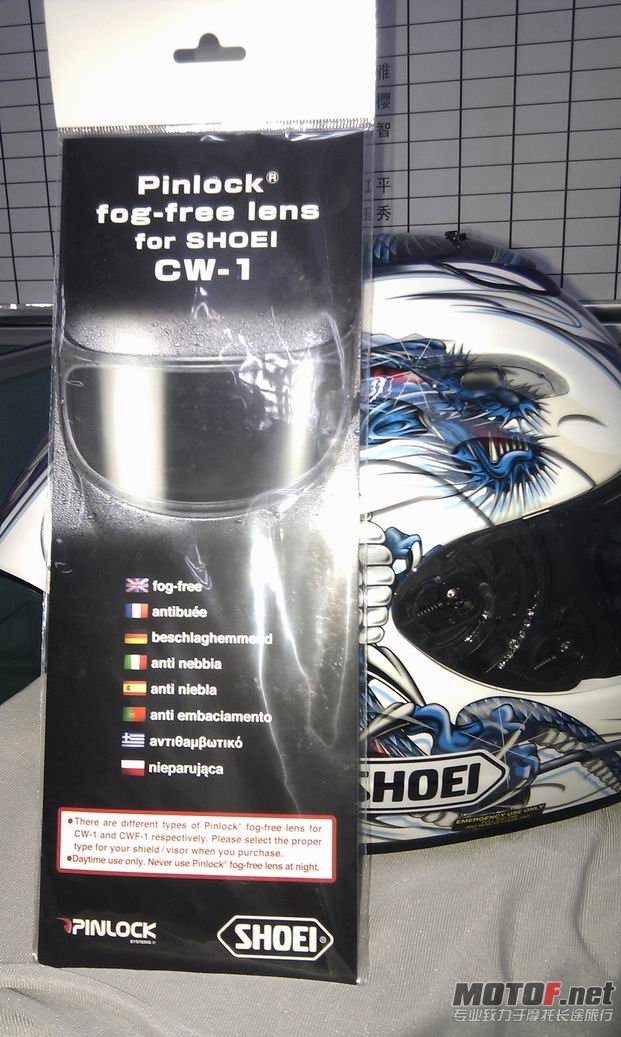 雅
樱
智
平
秀
Pinlock®
fog-free lens
for SHOEI
CW-1
fog-free
antibuée
beschlaghemmend
anti nebbia
anti niebla
anti embaciamento
αντιθαμβωτικό
nieparująca
•There are different types of Pinlock® fog-free lens for
CW-1 and CWF-1 respectively. Please select the proper
type for your shield / visor when you purchase.
•Daytime use only. Never use Pinlock® fog-free lens at night.
PINLOCK
SYSTEMS ®
SHOEI®
SHOEI
EMERGENCY USE ONLY
MOTOF.net
专业致力于摩托长途旅行